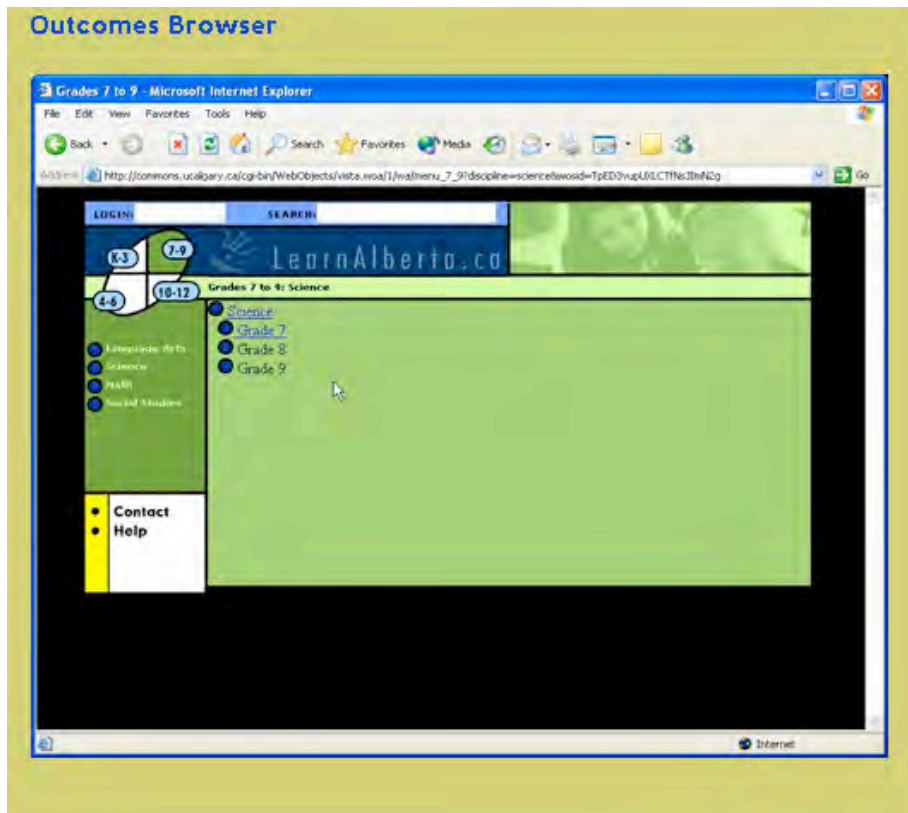 Outcomes Browser
Grades 7 to 9 - Microsoft Internet Explorer
File Edit View Favorites Tools Help
Back Search Favorites Media
Address Go
LOGIN: SEARCH:
K-3 7-9
LearnAlberta.ca
4-6 10-12
Grades 7 to 9: Science
Science
Grade 7
Grade 8
Grade 9
Language Arts
Science
Math
Social Studies
Contact
Help
Internet